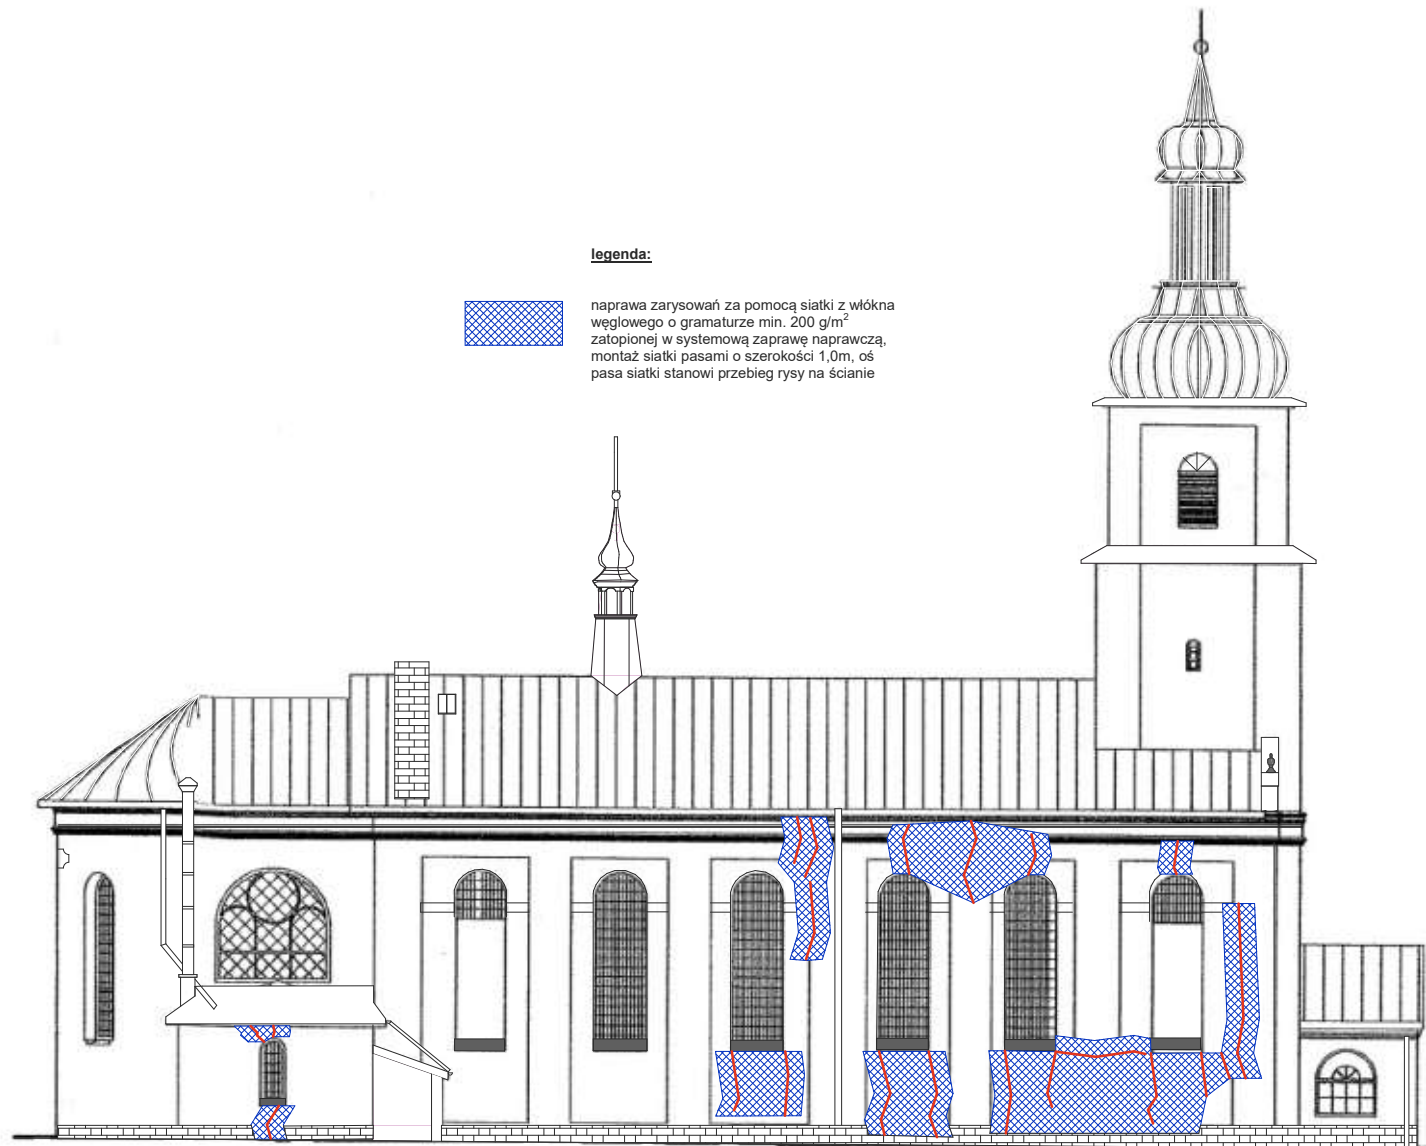 legenda:
naprawa zarysowań za pomocą siatki z włókna
węglowego o gramaturze min. 200 g/m²
zatopionej w systemową zaprawę naprawczą,
montaż siatki pasami o szerokości 1,0m, oś
pasa siatki stanowi przebieg rysy na ścianie